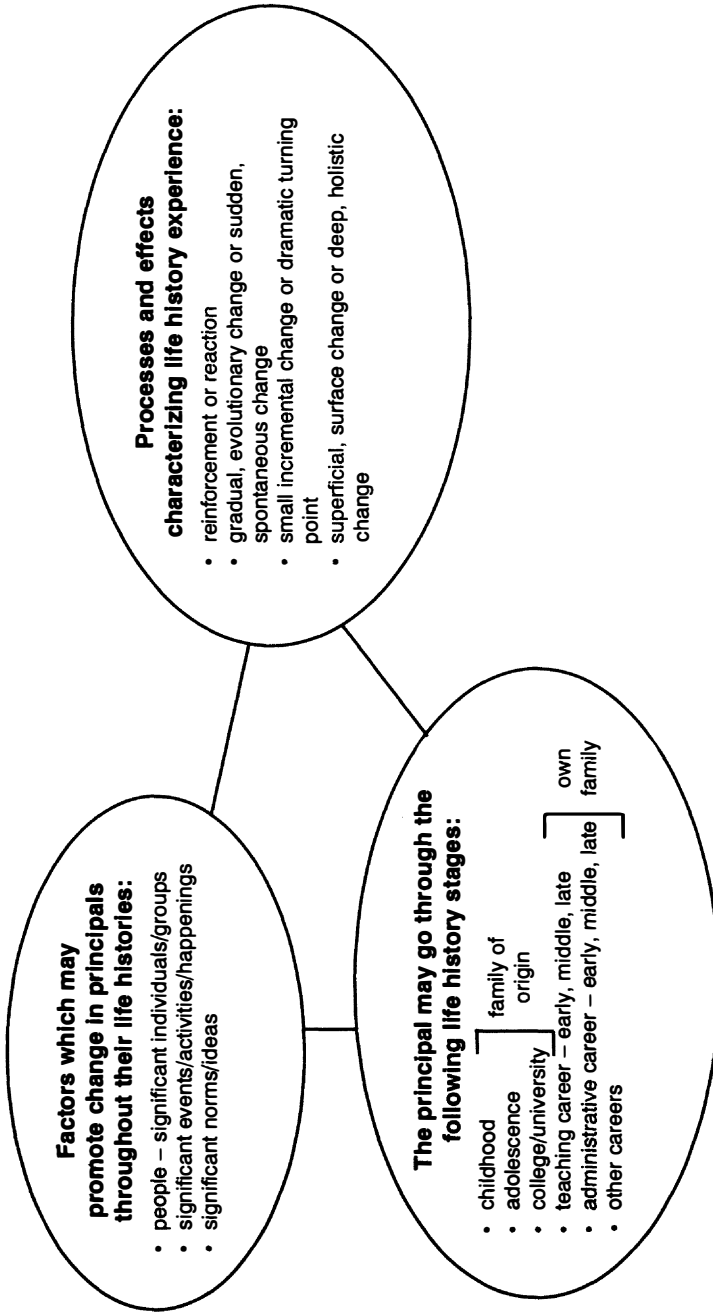 Factors which may
promote change in principals
throughout their life histories:
• people – significant individuals/groups
• significant events/activities/happenings
• significant norms/ideas
Processes and effects
characterizing life history experience:
• reinforcement or reaction
• gradual, evolutionary change or sudden,
spontaneous change
• small incremental change or dramatic turning
point
• superficial, surface change or deep, holistic
change
The principal may go through the
following life history stages:
• childhood
• adolescence
• college/university
family of
origin
• teaching career – early, middle, late
• administrative career – early, middle, late
• other careers
own
family